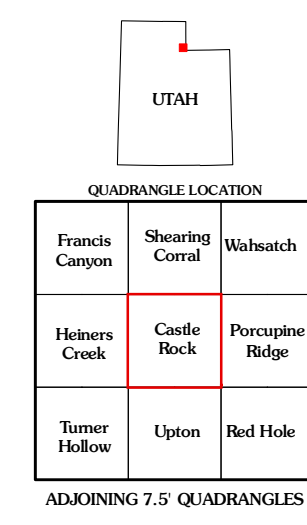 UTAH
QUADRANGLE LOCATION
Francis
Canyon
Shearing
Corral
Wahsatch
Heiners
Creek
Castle
Rock
Porcupine
Ridge
Turner
Hollow
Upton
Red Hole
ADJOINING 7.5' QUADRANGLES